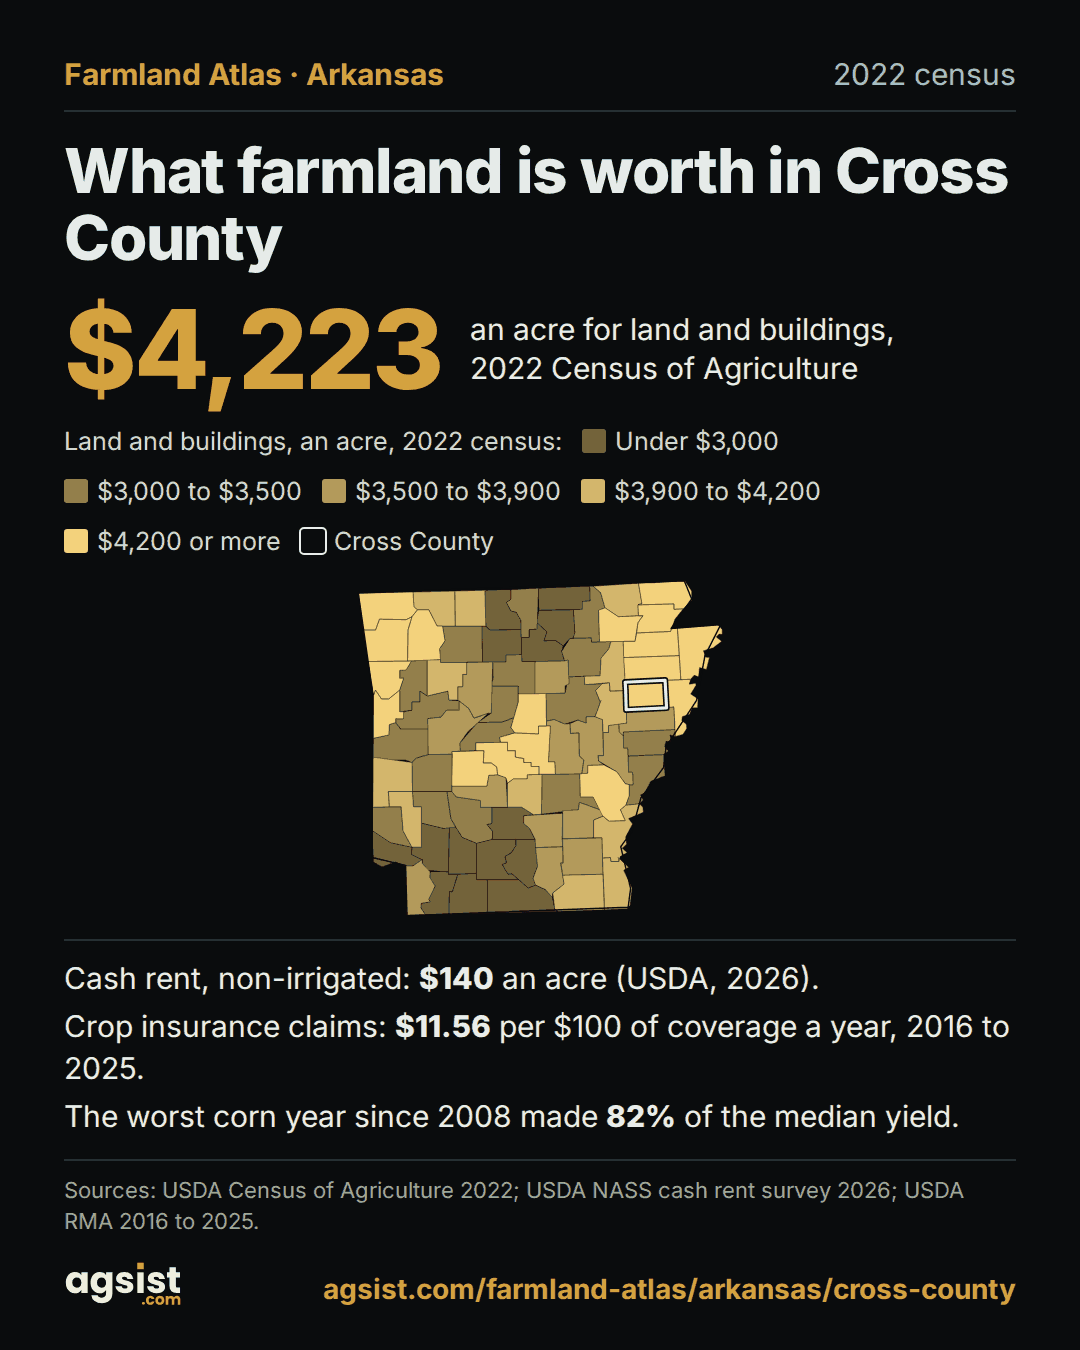 Farmland Atlas · Arkansas
2022 census
What farmland is worth in Cross
County
$4,223
an acre for land and buildings,
2022 Census of Agriculture
Land and buildings, an acre, 2022 census:
Under $3,000
$3,000 to $3,500
$3,500 to $3,900
$3,900 to $4,200
$4,200 or more
Cross County
Cash rent, non-irrigated: $140 an acre (USDA, 2026).
Crop insurance claims: $11.56 per $100 of coverage a year, 2016 to
2025.
The worst corn year since 2008 made 82% of the median yield.
Sources: USDA Census of Agriculture 2022; USDA NASS cash rent survey 2026; USDA
RMA 2016 to 2025.
agsist
.com
agsist.com/farmland-atlas/arkansas/cross-county